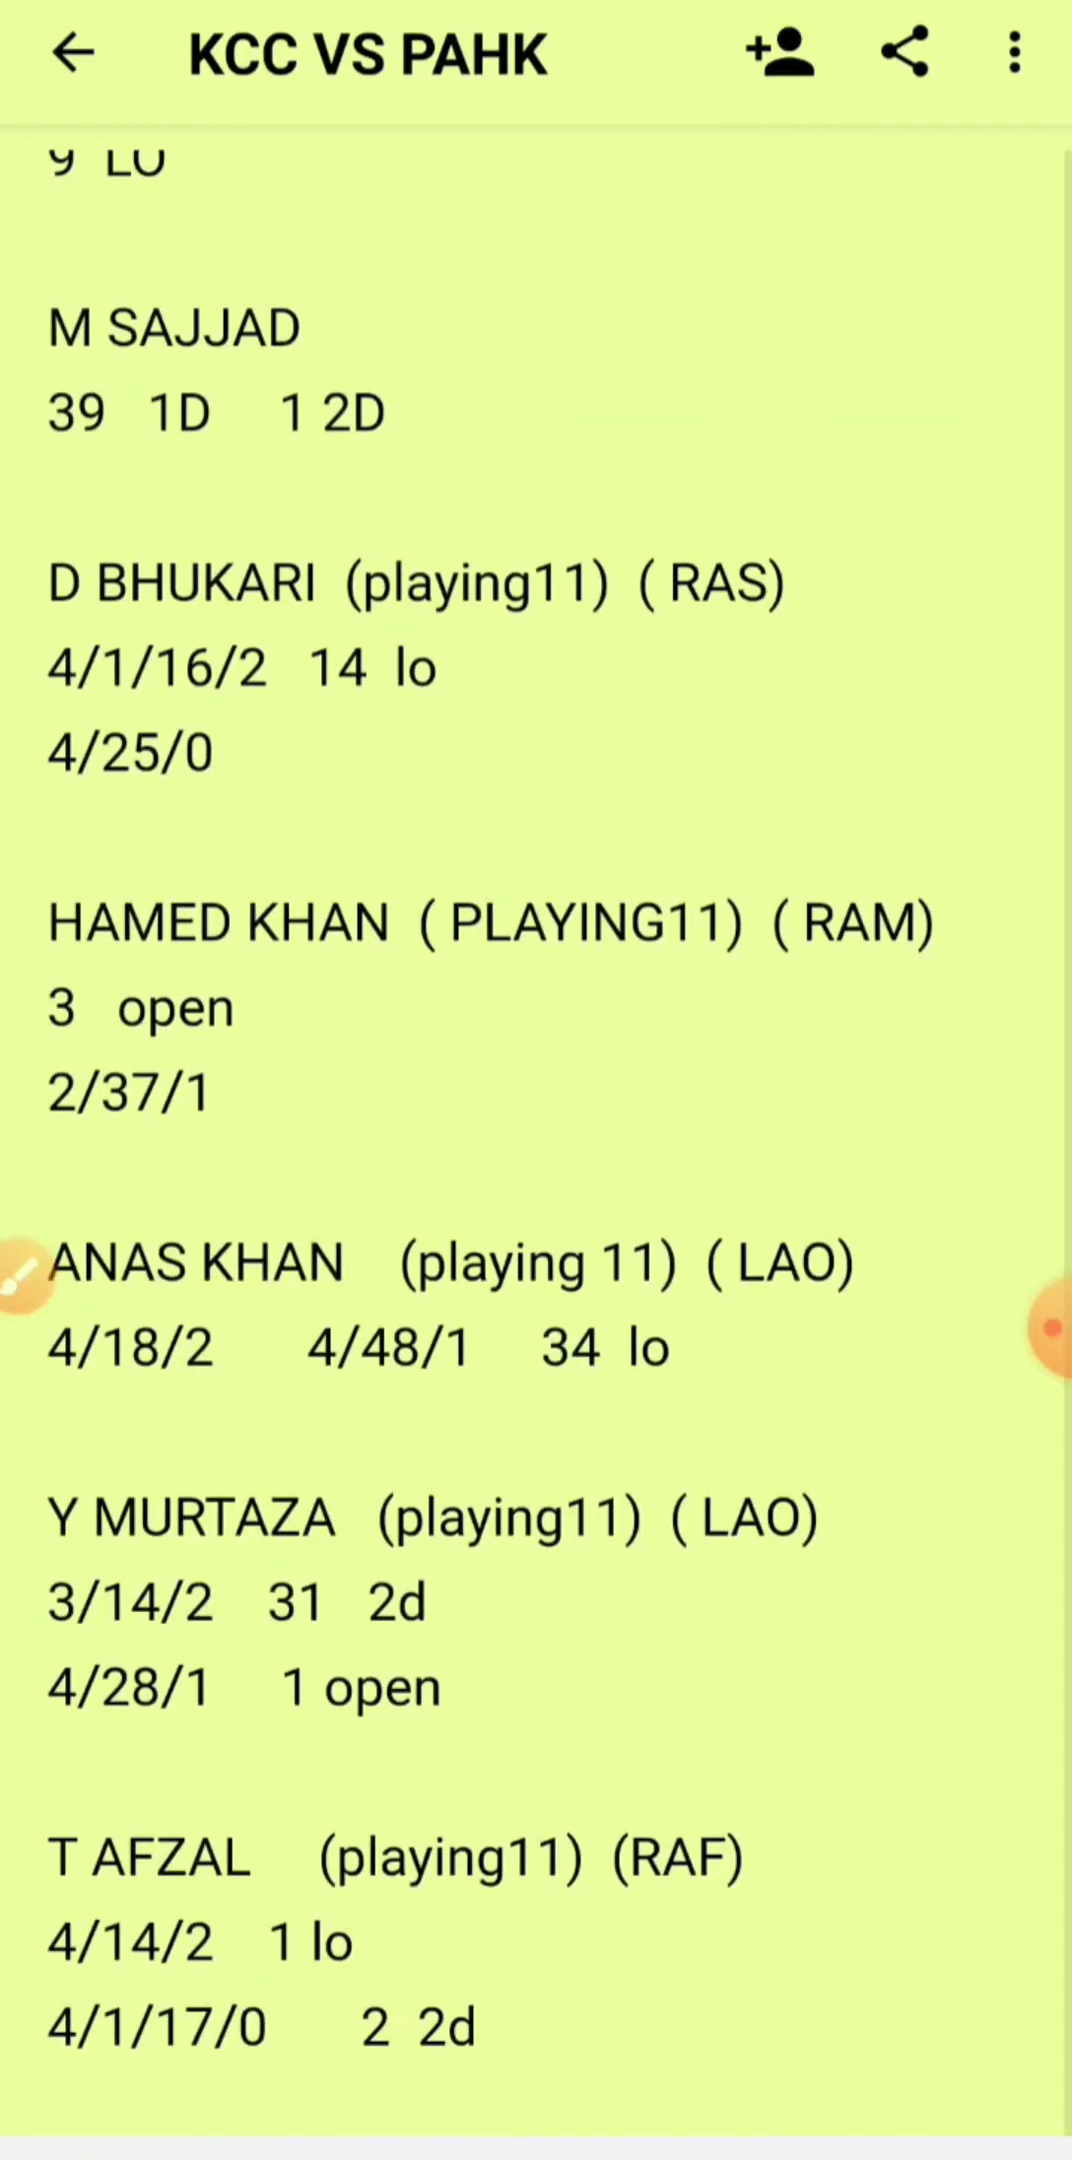 KCC VS PAHK
9 LO
M SAJJAD
39 1D 1 2D
D BHUKARI (playing11) ( RAS)
4/1/16/2 14 lo
4/25/0
HAMED KHAN ( PLAYING11) ( RAM)
3 open
2/37/1
ANAS KHAN (playing 11) ( LAO)
4/18/2 4/48/1 34 lo
Y MURTAZA (playing11) ( LAO)
3/14/2 31 2d
4/28/1 1 open
T AFZAL (playing11) (RAF)
4/14/2 1 lo
4/1/17/0 2 2d